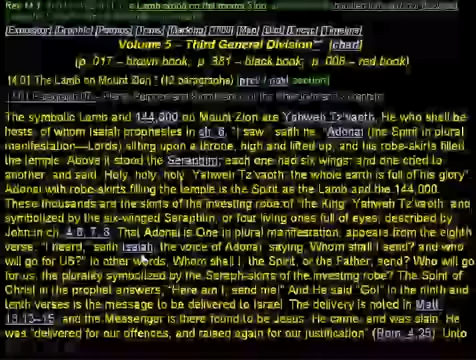 Volume 5 – Third General Division [chart]
(p. 017 – brown book, p. 381 – black book, p. 008 – red book)
[4.01] The Lamb on Mount Zion (12 paragraphs)
The symbolic Lamb and 144,000 on Mount Zion are Yahweh Tz'vaoth, He who shall be
hosts, of whom Isaiah prophesies in ch. 6, "I saw" saith he, "Adonai (the Spirit in plural
manifestation—Lords) sitting upon a throne, high and lifted up, and his robe-skirts filled
the temple. Above it stood the Seraphim; each one had six wings; and one cried to
another, and said, Holy, holy, holy, Yahweh Tz'vaoth, the whole earth is full of his glory"
Adonai with robe-skirts filling the temple is the Spirit as the Lamb and the 144,000.
These thousands are the skirts of the investing robe of "the King" Yahweh Tz'vaoth, and
symbolized by the six-winged Seraphim, or four living ones full of eyes, described by
John in ch. 4:6,7,8. That Adonai is One in plural manifestation, appears from the eighth
verse, "I heard," saith Isaiah, the voice of Adonai, saying, Whom shall I send? and who
will go for US?" In other words, Whom shall I, the Spirit, or the Father, send? Who will go
for us, the plurality symbolized by the Seraph-skirts of the investing robe? The Spirit of
Christ in the prophet answers, "Here am I, send me!" And He said "Go!" In the ninth and
tenth verses is the message to be delivered to Israel. The delivery is noted in Matt.
13:13-15, and the Messenger is there found to be Jesus. He came, and was slain. He
was "delivered for our offences, and raised again for our justification" (Rom. 4:25). Unto